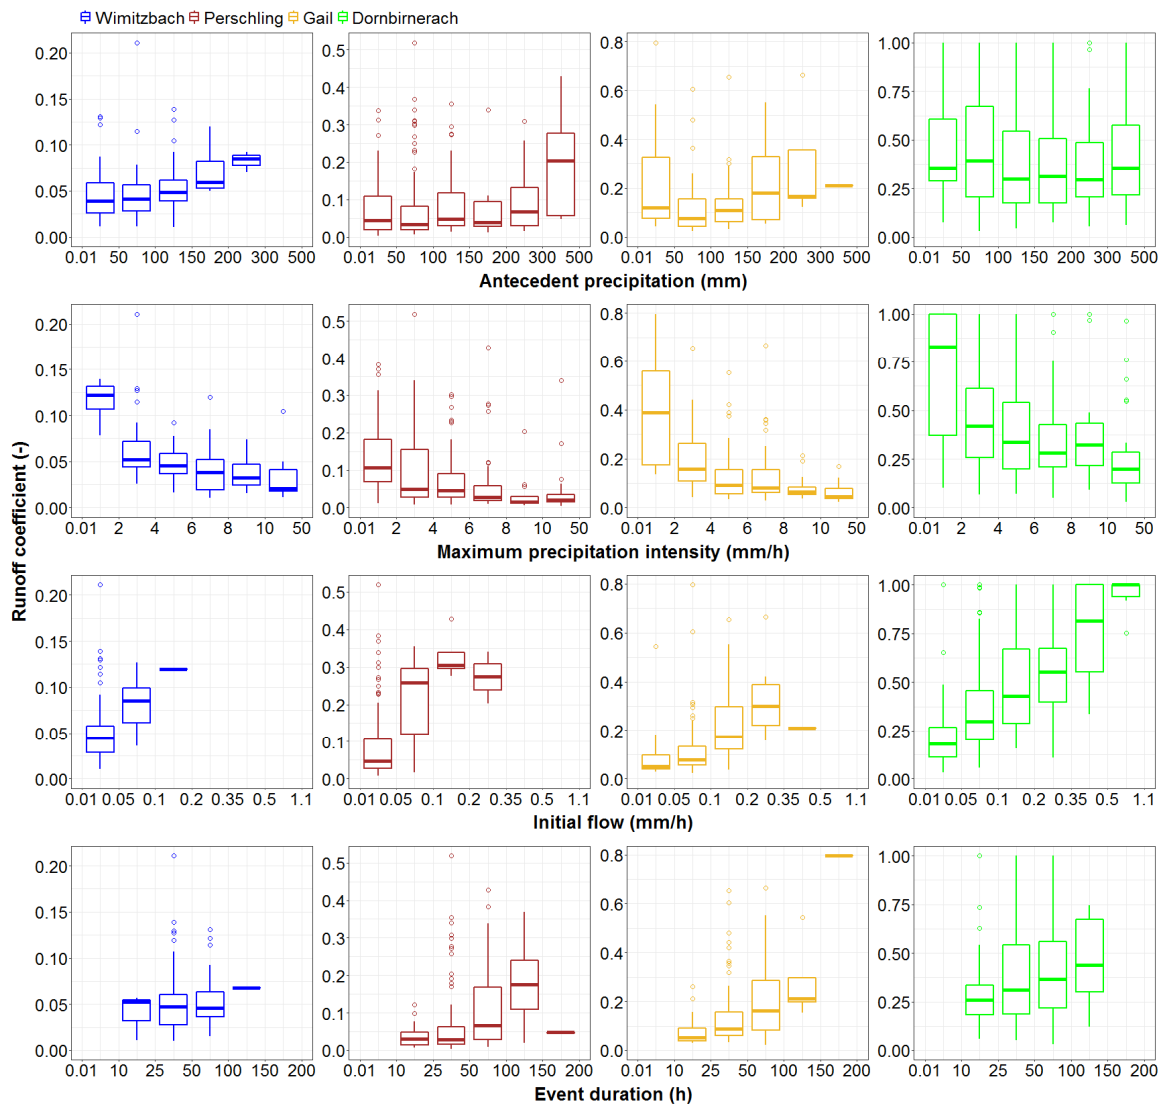 Wimitzbach Perschling Gail Dornbirnerach
0.20 0.15 0.10 0.05 0.00
0.5 0.4 0.3 0.2 0.1 0.0
0.8 0.6 0.4 0.2 0.0
1.00 0.75 0.50 0.25 0.00
0.01 50 100 150 200 300 500
0.01 50 100 150 200 300 500
0.01 50 100 150 200 300 500
0.01 50 100 150 200 300 500
Antecedent precipitation (mm)
0.20 0.15 0.10 0.05 0.00
0.5 0.4 0.3 0.2 0.1 0.0
0.8 0.6 0.4 0.2 0.0
1.00 0.75 0.50 0.25 0.00
0.01 2 4 6 8 10 50
0.01 2 4 6 8 10 50
0.01 2 4 6 8 10 50
0.01 2 4 6 8 10 50
Maximum precipitation intensity (mm/h)
Runoff coefficient (-)
0.20 0.15 0.10 0.05 0.00
0.5 0.4 0.3 0.2 0.1 0.0
0.8 0.6 0.4 0.2 0.0
1.00 0.75 0.50 0.25 0.00
0.01 0.05 0.1 0.2 0.35 0.5 1.1
0.01 0.05 0.1 0.2 0.35 0.5 1.1
0.01 0.05 0.1 0.2 0.35 0.5 1.1
0.01 0.05 0.1 0.2 0.35 0.5 1.1
Initial flow (mm/h)
0.20 0.15 0.10 0.05 0.00
0.5 0.4 0.3 0.2 0.1 0.0
0.8 0.6 0.4 0.2 0.0
1.00 0.75 0.50 0.25 0.00
0.01 10 25 50 100 150 200
0.01 10 25 50 100 150 200
0.01 10 25 50 100 150 200
0.01 10 25 50 100 150 200
Event duration (h)